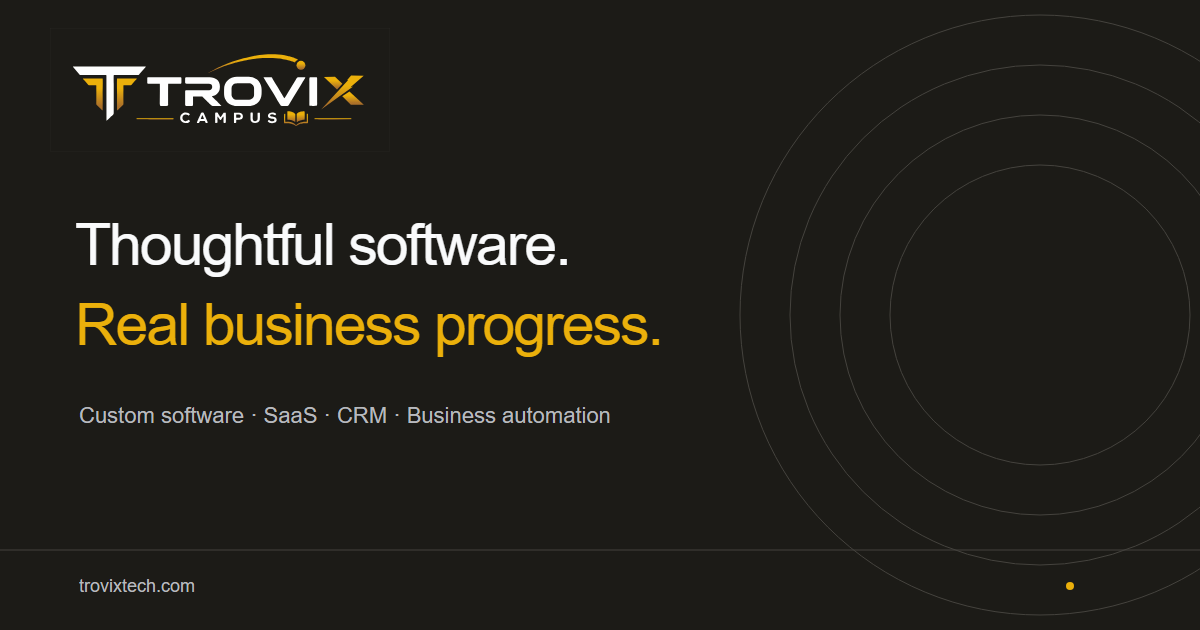 TROVIX
CAMPUS
Thoughtful software.
Real business progress.
Custom software · SaaS · CRM · Business automation
trovixtech.com